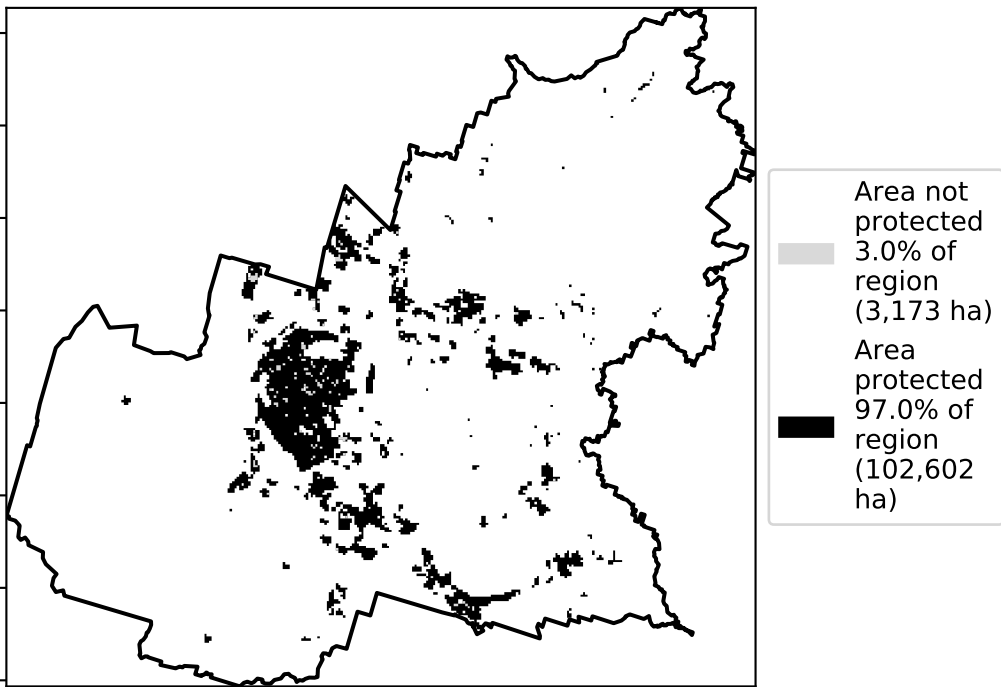 Area not
protected
3.0% of
region
(3,173 ha)
Area
protected
97.0% of
region
(102,602
ha)